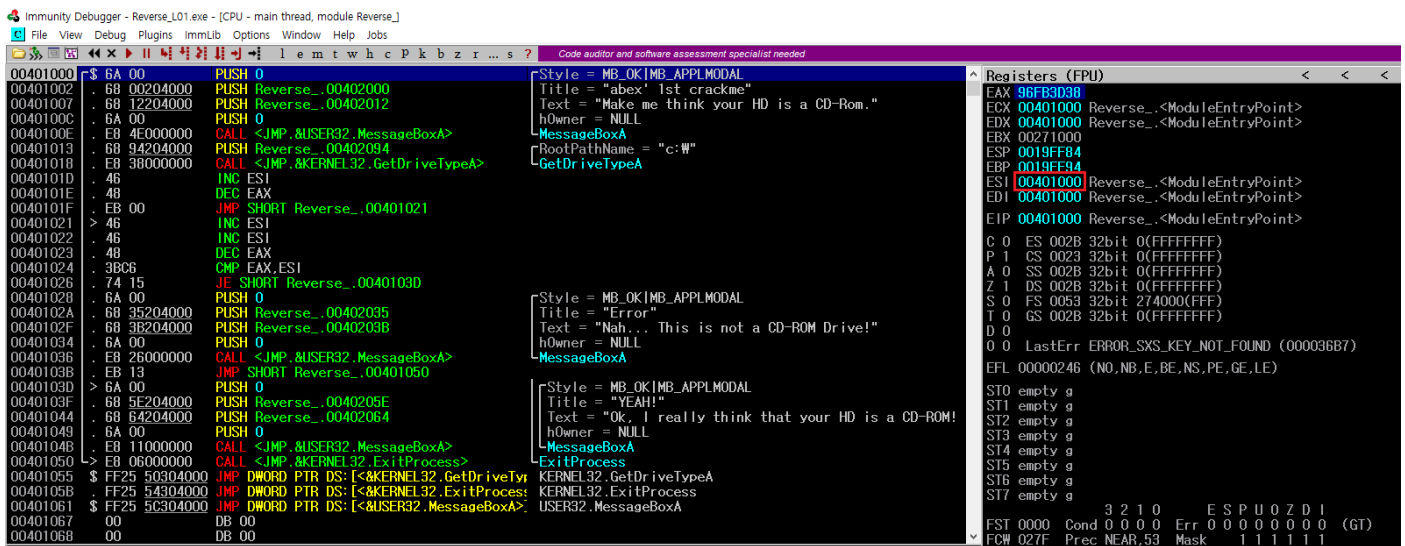 Immunity Debugger - Reverse_L01.exe - [CPU - main thread, module Reverse_]
C File View Debug Plugins ImmLib Options Window Help Jobs
l e m t w h c P k b z r ... s ? Code auditor and software assessment specialist needed
00401000 $ 6A 00 PUSH 0 Style = MB_OK|MB_APPLMODAL
00401002 . 68 00204000 PUSH Reverse_.00402000 Title = "abex' 1st crackme"
00401007 . 68 12204000 PUSH Reverse_.00402012 Text = "Make me think your HD is a CD-Rom."
0040100C . 6A 00 PUSH 0 hOwner = NULL
0040100E . E8 4E000000 CALL <JMP.&USER32.MessageBoxA> MessageBoxA
00401013 . 68 94204000 PUSH Reverse_.00402094 RootPathName = "c:₩"
00401018 . E8 38000000 CALL <JMP.&KERNEL32.GetDriveTypeA> GetDriveTypeA
0040101D . 46 INC ESI
0040101E . 48 DEC EAX
0040101F . EB 00 JMP SHORT Reverse_.00401021
00401021 > 46 INC ESI
00401022 . 46 INC ESI
00401023 . 48 DEC EAX
00401024 . 3BC6 CMP EAX,ESI
00401026 . 74 15 JE SHORT Reverse_.0040103D
00401028 . 6A 00 PUSH 0 Style = MB_OK|MB_APPLMODAL
0040102A . 68 35204000 PUSH Reverse_.00402035 Title = "Error"
0040102F . 68 3B204000 PUSH Reverse_.0040203B Text = "Nah... This is not a CD-ROM Drive!"
00401034 . 6A 00 PUSH 0 hOwner = NULL
00401036 . E8 26000000 CALL <JMP.&USER32.MessageBoxA> MessageBoxA
0040103B . EB 13 JMP SHORT Reverse_.00401050
0040103D > 6A 00 PUSH 0 Style = MB_OK|MB_APPLMODAL
0040103F . 68 5E204000 PUSH Reverse_.0040205E Title = "YEAH!"
00401044 . 68 64204000 PUSH Reverse_.00402064 Text = "Ok, I really think that your HD is a CD-ROM!
00401049 . 6A 00 PUSH 0 hOwner = NULL
0040104B . E8 11000000 CALL <JMP.&USER32.MessageBoxA> MessageBoxA
00401050 > E8 06000000 CALL <JMP.&KERNEL32.ExitProcess> ExitProcess
00401055 $ FF25 50304000 JMP DWORD PTR DS:[<&KERNEL32.GetDriveTyp KERNEL32.GetDriveTypeA
0040105B . FF25 54304000 JMP DWORD PTR DS:[<&KERNEL32.ExitProcess KERNEL32.ExitProcess
00401061 $ FF25 5C304000 JMP DWORD PTR DS:[<&USER32.MessageBoxA>] USER32.MessageBoxA
00401067 00 DB 00
00401068 00 DB 00
Registers (FPU) < < <
EAX 96FB3D38
ECX 00401000 Reverse_.<ModuleEntryPoint>
EDX 00401000 Reverse_.<ModuleEntryPoint>
EBX 00271000
ESP 0019FF84
EBP 0019FF94
ESI 00401000 Reverse_.<ModuleEntryPoint>
EDI 00401000 Reverse_.<ModuleEntryPoint>
EIP 00401000 Reverse_.<ModuleEntryPoint>
C 0 ES 002B 32bit 0(FFFFFFFF)
P 1 CS 0023 32bit 0(FFFFFFFF)
A 0 SS 002B 32bit 0(FFFFFFFF)
Z 1 DS 002B 32bit 0(FFFFFFFF)
S 0 FS 0053 32bit 274000(FFF)
T 0 GS 002B 32bit 0(FFFFFFFF)
D 0
O 0 LastErr ERROR_SXS_KEY_NOT_FOUND (000036B7)
EFL 00000246 (NO,NB,E,BE,NS,PE,GE,LE)
ST0 empty g
ST1 empty g
ST2 empty g
ST3 empty g
ST4 empty g
ST5 empty g
ST6 empty g
ST7 empty g
3 2 1 0 E S P U O Z D I
FST 0000 Cond 0 0 0 0 Err 0 0 0 0 0 0 0 0 (GT)
FCW 027F Prec NEAR,53 Mask 1 1 1 1 1 1